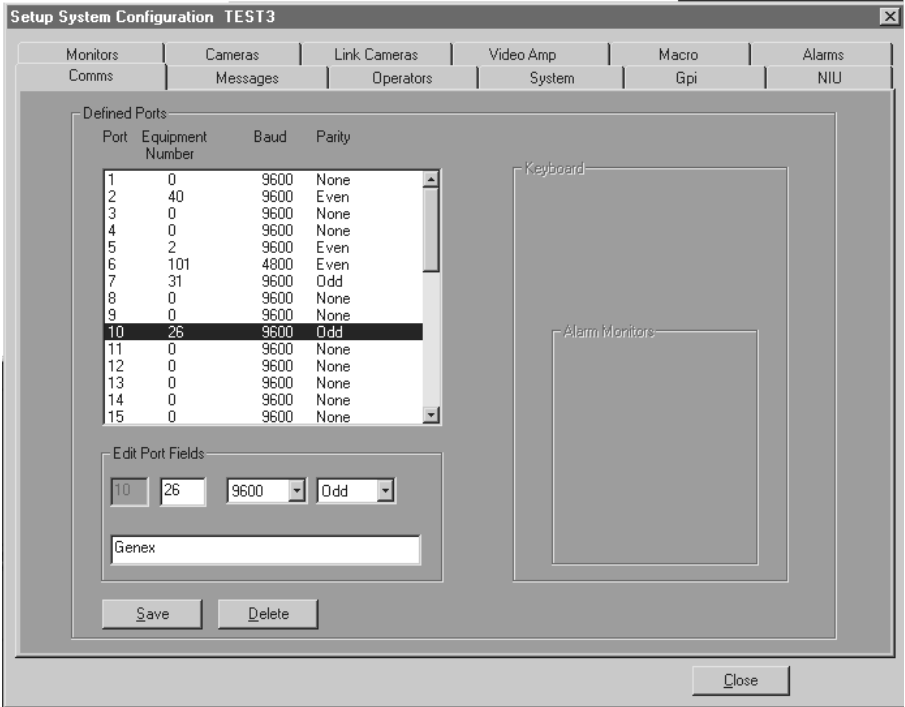 Setup System Configuration TEST3
Monitors Cameras Link Cameras Video Amp Macro Alarms
Comms Messages Operators System Gpi NIU
Defined Ports
Port Equipment Number Baud Parity
1 0 9600 None
2 40 9600 Even
3 0 9600 None
4 0 9600 None
5 2 9600 Even
6 101 4800 Even
7 31 9600 Odd
8 0 9600 None
9 0 9600 None
10 26 9600 Odd
11 0 9600 None
12 0 9600 None
13 0 9600 None
14 0 9600 None
15 0 9600 None
Keyboard
Alarm Monitors
Edit Port Fields
10 26 9600 Odd
Genex
Save Delete
Close